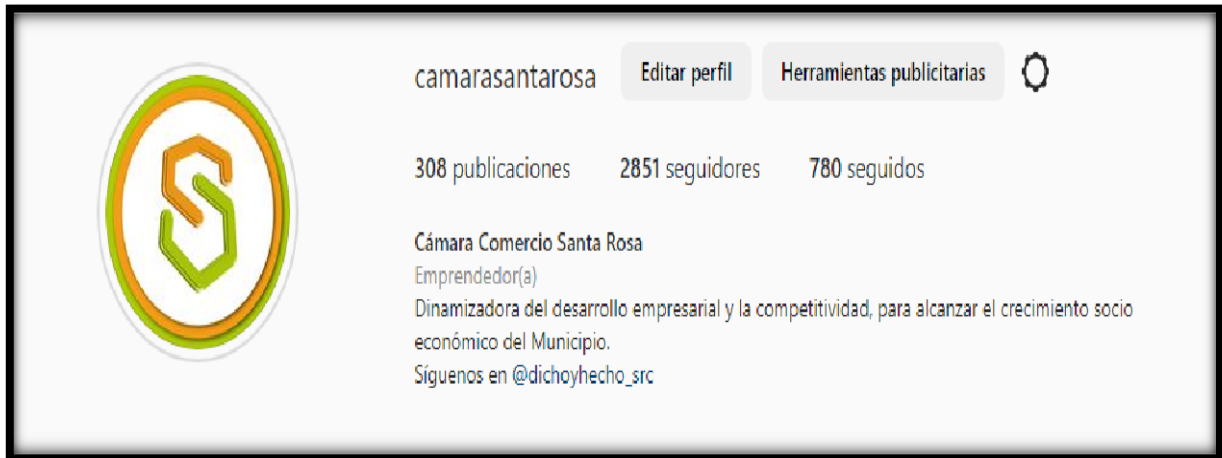 camarasantarosa Editar perfil Herramientas publicitarias
308 publicaciones 2851 seguidores 780 seguidos
Cámara Comercio Santa Rosa
Emprendedor(a)
Dinamizadora del desarrollo empresarial y la competitividad, para alcanzar el crecimiento socio
económico del Municipio.
Síguenos en @dichoyhecho_src